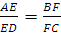 AE/ED = BF/FC